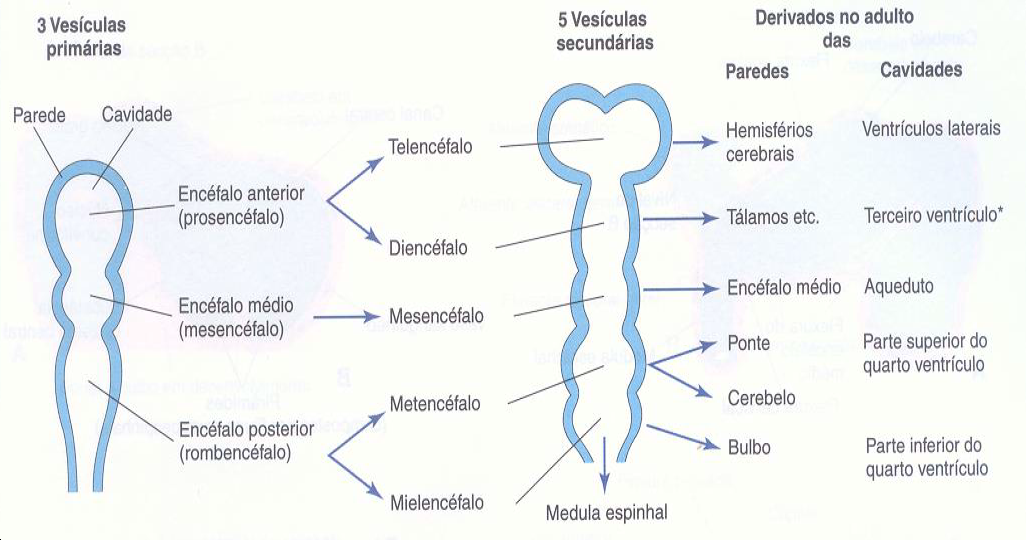 3 Vesículas
primárias
5 Vesículas
secundárias
Derivados no adulto
das
Paredes
Cavidades
Parede
Cavidade
Encéfalo anterior
(prosencéfalo)
Encéfalo médio
(mesencéfalo)
Encéfalo posterior
(rombencéfalo)
Telencéfalo
Diencéfalo
Mesencéfalo
Metencéfalo
Mielencéfalo
Medula espinhal
Hemisférios
cerebrais
Ventrículos laterais
Tálamos etc.
Terceiro ventrículo*
Encéfalo médio
Aqueduto
Ponte
Parte superior do
quarto ventrículo
Cerebelo
Bulbo
Parte inferior do
quarto ventrículo